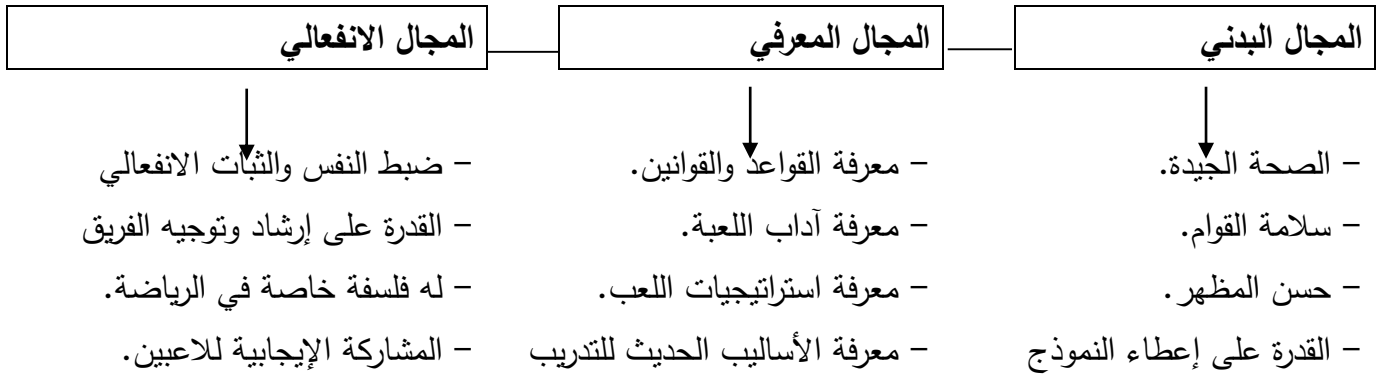 المجال البدني
المجال المعرفي
المجال الانفعالي
– الصحة الجيدة.
– سلامة القوام.
– حسن المظهر.
– القدرة على إعطاء النموذج
– معرفة القواعد والقوانين.
– معرفة آداب اللعبة.
– معرفة استراتيجيات اللعب.
– معرفة الأساليب الحديث للتدريب
– ضبط النفس والثبات الانفعالي
– القدرة على إرشاد وتوجيه الفريق
– له فلسفة خاصة في الرياضة.
– المشاركة الإيجابية للاعبين.